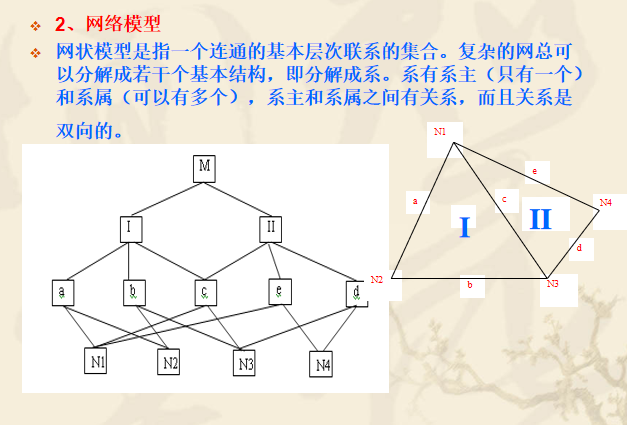 2、网络模型
网状模型是指一个连通的基本层次联系的集合。复杂的网总可
以分解成若干个基本结构，即分解成系。系有系主（只有一个）
和系属（可以有多个），系主和系属之间有关系，而且关系是
双向的。
M
I II
a b c e d
N1 N2 N3 N4
N1
e
a c N4
I II
d
N2 b N3